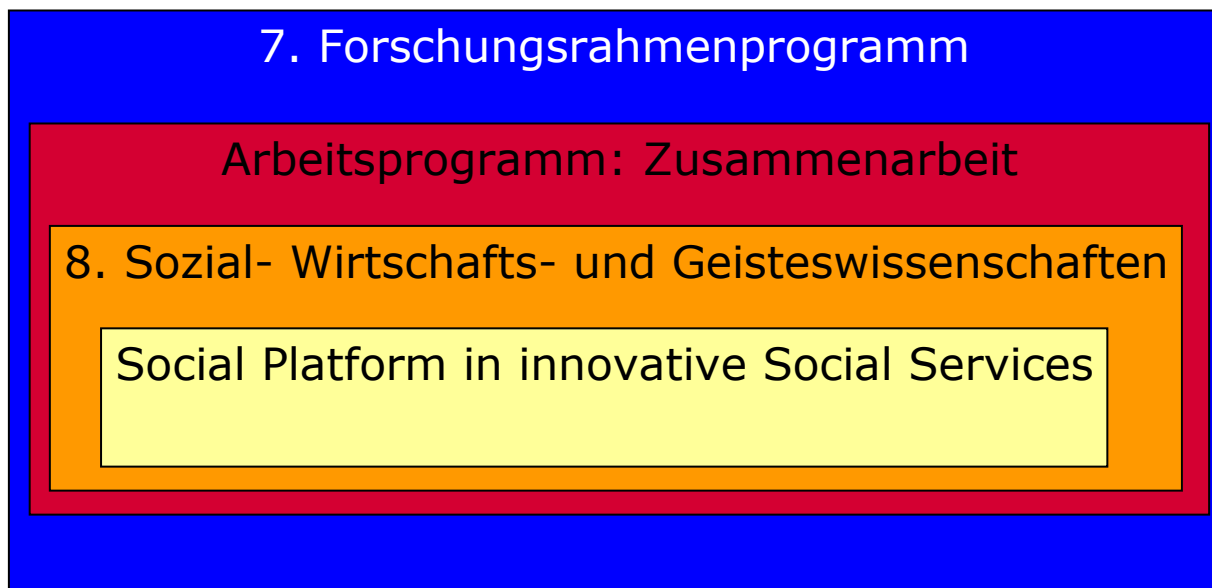 7. Forschungsrahmenprogramm
Arbeitsprogramm: Zusammenarbeit
8. Sozial- Wirtschafts- und Geisteswissenschaften
Social Platform in innovative Social Services